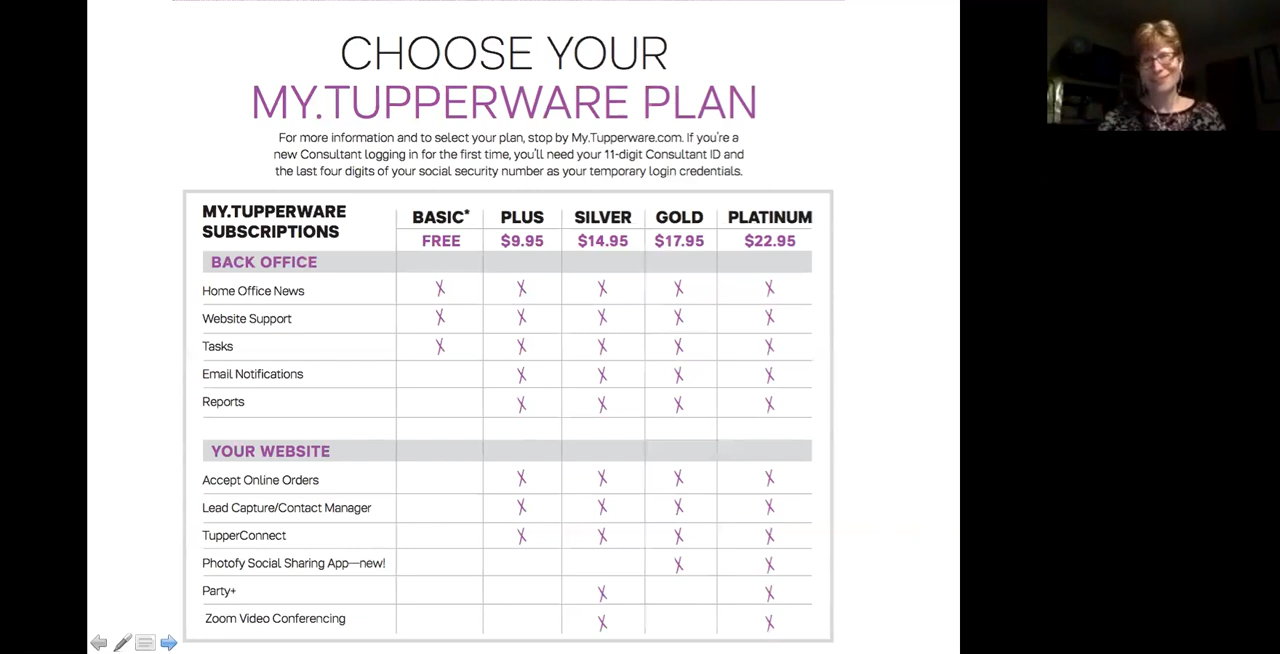 CHOOSE YOUR
MY.TUPPERWARE PLAN
For more information and to select your plan, stop by My.Tupperware.com. If you're a
new Consultant logging in for the first time, you'll need your 11-digit Consultant ID and
the last four digits of your social security number as your temporary login credentials.
MY.TUPPERWARE SUBSCRIPTIONS BASIC* PLUS SILVER GOLD PLATINUM
FREE $9.95 $14.95 $17.95 $22.95
BACK OFFICE
Home Office News X X X X X
Website Support X X X X X
Tasks X X X X X
Email Notifications X X X X
Reports X X X X
YOUR WEBSITE
Accept Online Orders X X X X
Lead Capture/Contact Manager X X X X
TupperConnect X X X X
Photofy Social Sharing App—new! X X
Party+ X X
Zoom Video Conferencing X X